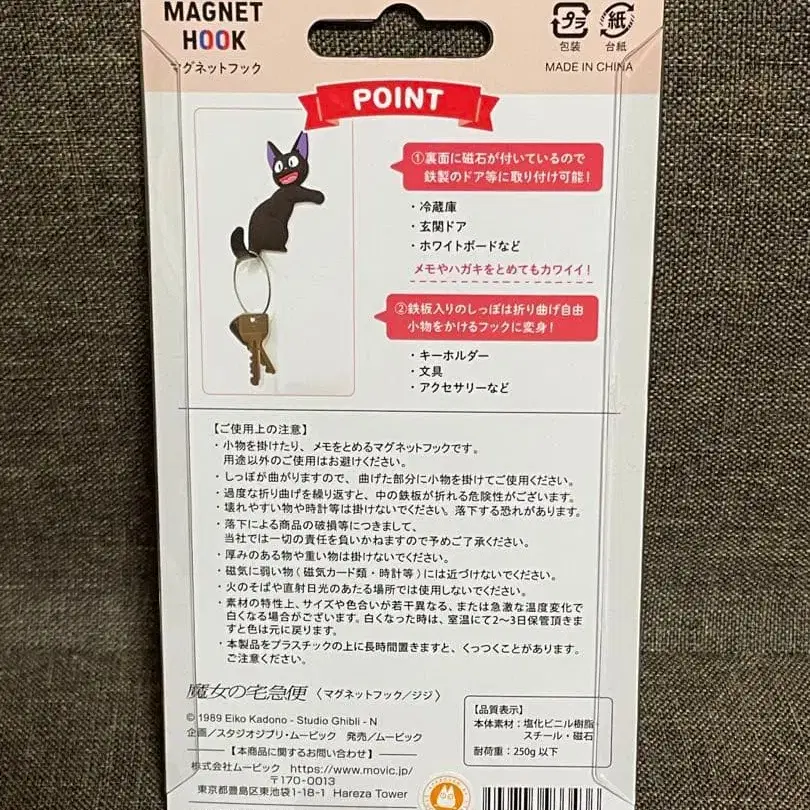 MAGNET
HOOK
マグネットフック
プラ
包装
紙
台紙
MADE IN CHINA
POINT
①裏面に磁石が付いているので
鉄製のドア等に取り付け可能！
・冷蔵庫
・玄関ドア
・ホワイトボードなど
メモやハガキをとめてもカワイイ！
②鉄板入りのしっぽは折り曲げ自由
小物をかけるフックに変身！
・キーホルダー
・文具
・アクセサリーなど
【ご使用上の注意】
・小物を掛けたり、メモをとめるマグネットフックです。
用途以外のご使用はお避けください。
・しっぽが曲がりますので、曲げた部分に小物を掛けてご使用ください。
・過度な折り曲げを繰り返すと、中の鉄板が折れる危険性がございます。
・壊れやすい物や時計等は掛けないでください。落下する恐れがあります。
・落下による商品の破損等につきまして、
当社では一切の責任を負いかねますので予めご了承ください。
・厚みのある物や重い物は掛けないでください。
・磁気に弱い物（磁気カード類・時計等）には近づけないでください。
・火のそばや直射日光のあたる場所では使用しないでください。
・素材の特性上、サイズや色合いが若干異なる、または急激な温度変化で
白くなる場合がございます。白くなった時は、室温にて2〜3日保管頂きま
すと色は元に戻ります。
・本製品をプラスチックの上に長時間置きますと、くっつくことがあります。
ご注意ください。
魔女の宅急便〈マグネットフック／ジジ〉
© 1989 Eiko Kadono - Studio Ghibli - N
企画／スタジオジブリ・ムービック 発売／ムービック
【本商品に関するお問い合わせ】
株式会社ムービック https://www.movic.jp/
〒170-0013
東京都豊島区東池袋1-18-1 Hareza Tower
【品質表示】
本体素材：塩化ビニル樹脂・
スチール・磁石
耐荷重：250g以下